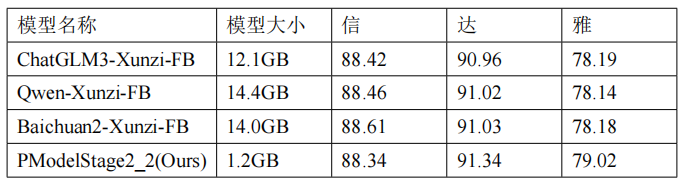 模型名称 模型大小 信 达 雅
ChatGLM3-Xunzi-FB 12.1GB 88.42 90.96 78.19
Qwen-Xunzi-FB 14.4GB 88.46 91.02 78.14
Baichuan2-Xunzi-FB 14.0GB 88.61 91.03 78.18
PModelStage2_2(Ours) 1.2GB 88.34 91.34 79.02